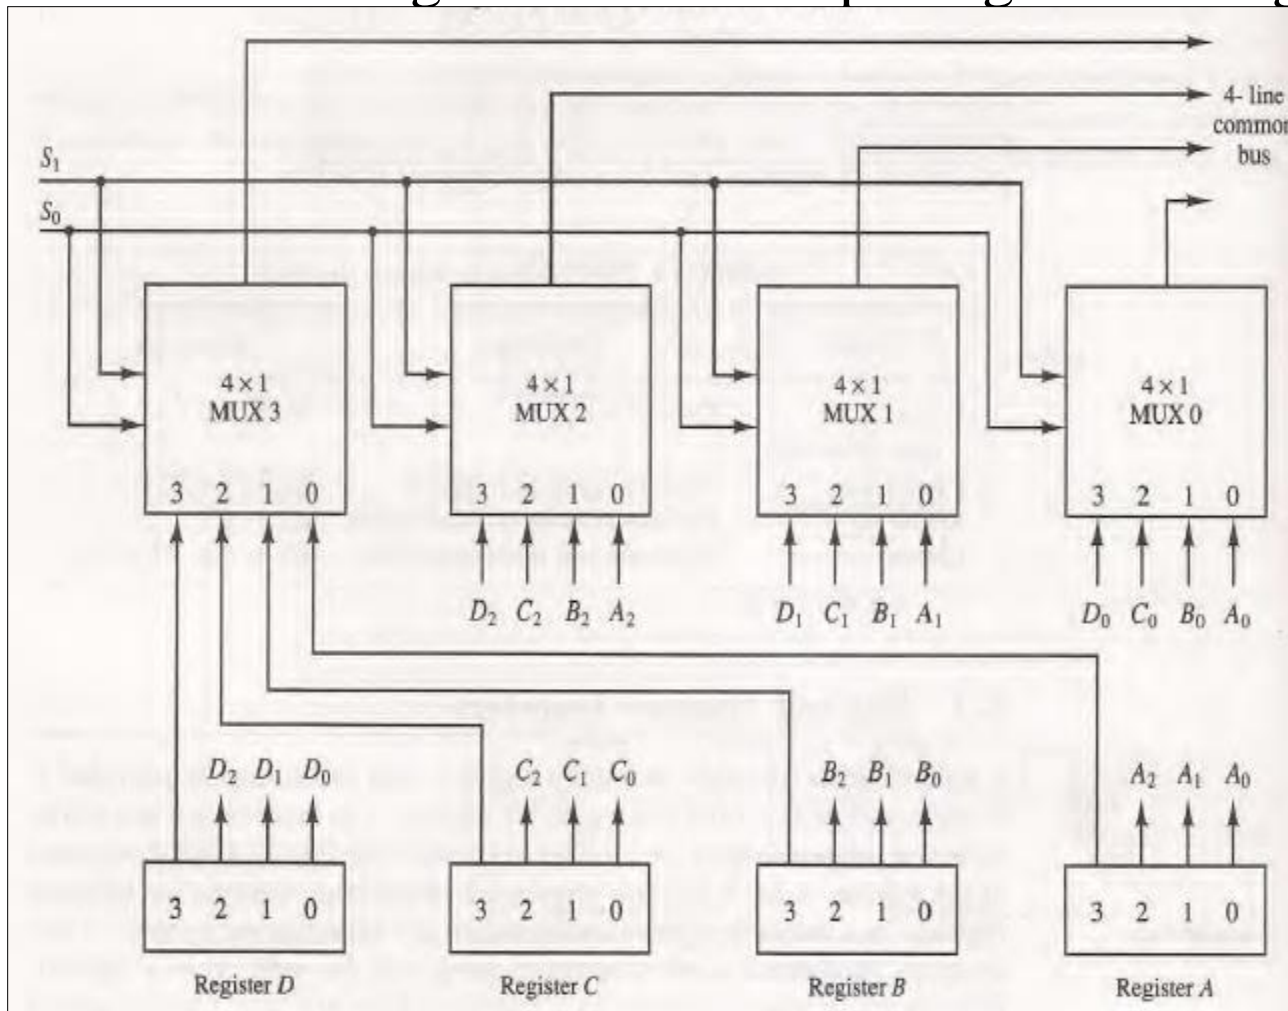 4- line
common
bus
S₁
S₀
4×1
MUX 3
4×1
MUX 2
4×1
MUX 1
4×1
MUX 0
3 2 1 0
3 2 1 0
3 2 1 0
3 2 1 0
D₂ C₂ B₂ A₂
D₁ C₁ B₁ A₁
D₀ C₀ B₀ A₀
D₂ D₁ D₀
C₂ C₁ C₀
B₂ B₁ B₀
A₂ A₁ A₀
3 2 1 0
3 2 1 0
3 2 1 0
3 2 1 0
Register D
Register C
Register B
Register A